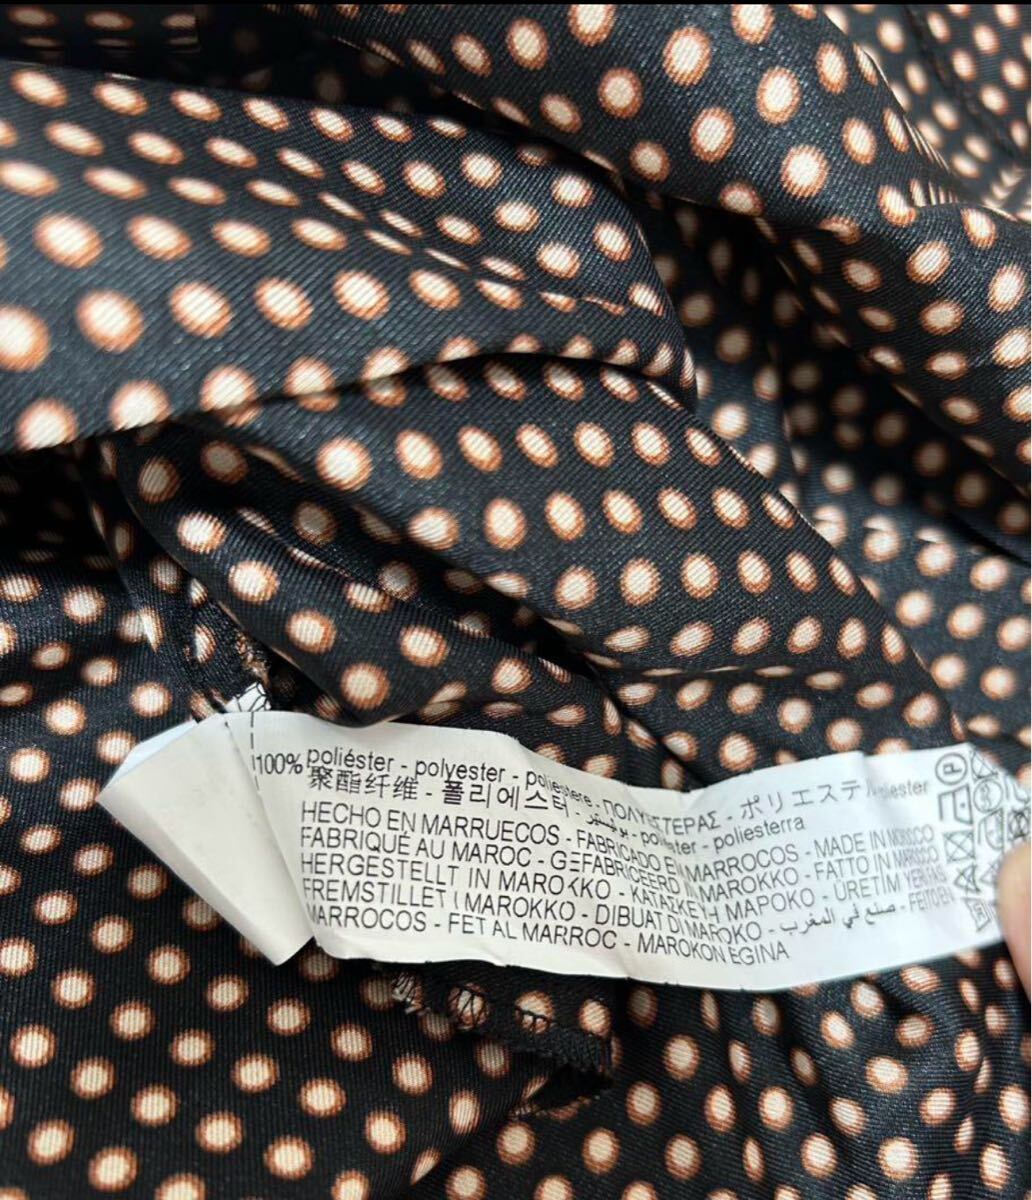 100% poliéster - polyester - poliestere - ΠΟΛΥΕΣΤΕΡΑΣ - ポリエステル polyester
聚酯纤维 - 폴리에스터 - بوليستر - poliester - poliesterra
HECHO EN MARRUECOS - FABRICADO EM MARROCOS - MADE IN MOROCCO
FABRIQUÉ AU MAROC - GEFABRICEERD IN MAROKKO - FATTO IN MAROCCO
HERGESTELLT IN MAROKKO - ΚΑΤΑΣΚΕΥΗ ΜΑΡΟΚΟ - ÜRETİM YERİ FAS
FREMSTILLET I MAROKKO - DIBUAT DI MAROKO - صنع في المغرب - FEITO EN
MARROCOS - FET AL MARROC - MAROKON EGINA
P